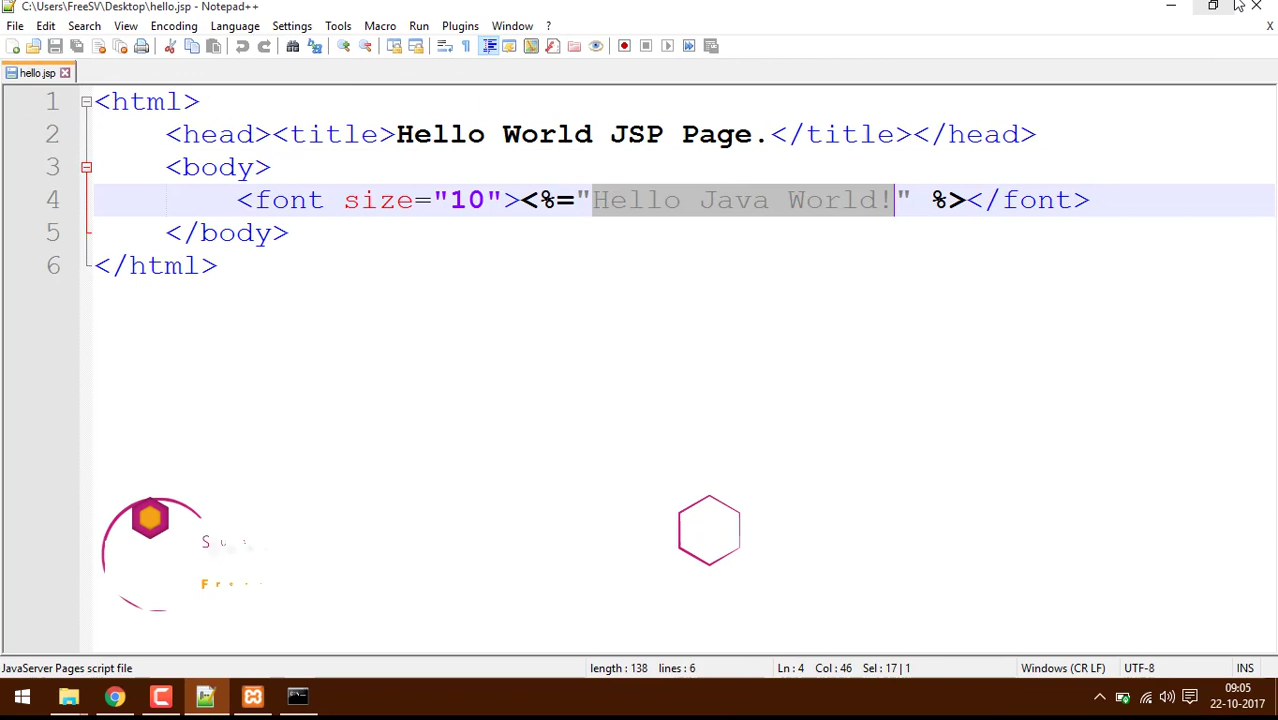 C:\Users\FreeSV\Desktop\hello.jsp - Notepad++
File Edit Search View Encoding Language Settings Tools Macro Run Plugins Window ? X
hello.jsp
1 <html>
2 <head><title>Hello World JSP Page.</title></head>
3 <body>
4 <font size="10"><%="Hello Java World!" %></font>
5 </body>
6 </html>
JavaServer Pages script file length : 138 lines : 6 Ln : 4 Col : 46 Sel : 17 | 1 Windows (CR LF) UTF-8 INS
09:05
22-10-2017